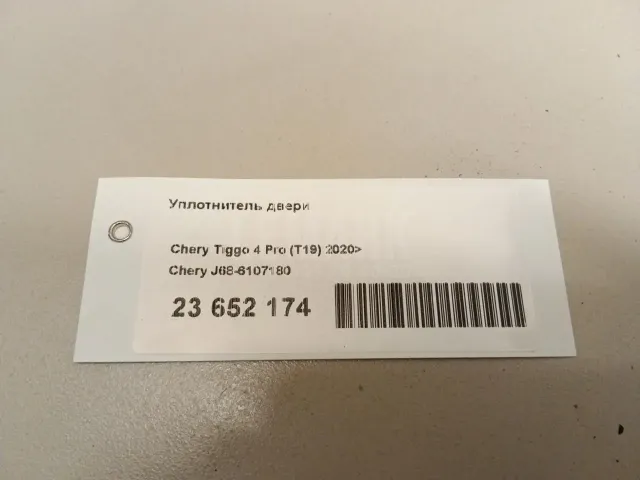 Уплотнитель двери
Chery Tiggo 4 Pro (T19) 2020>
Chery J68-6107180
23 652 174